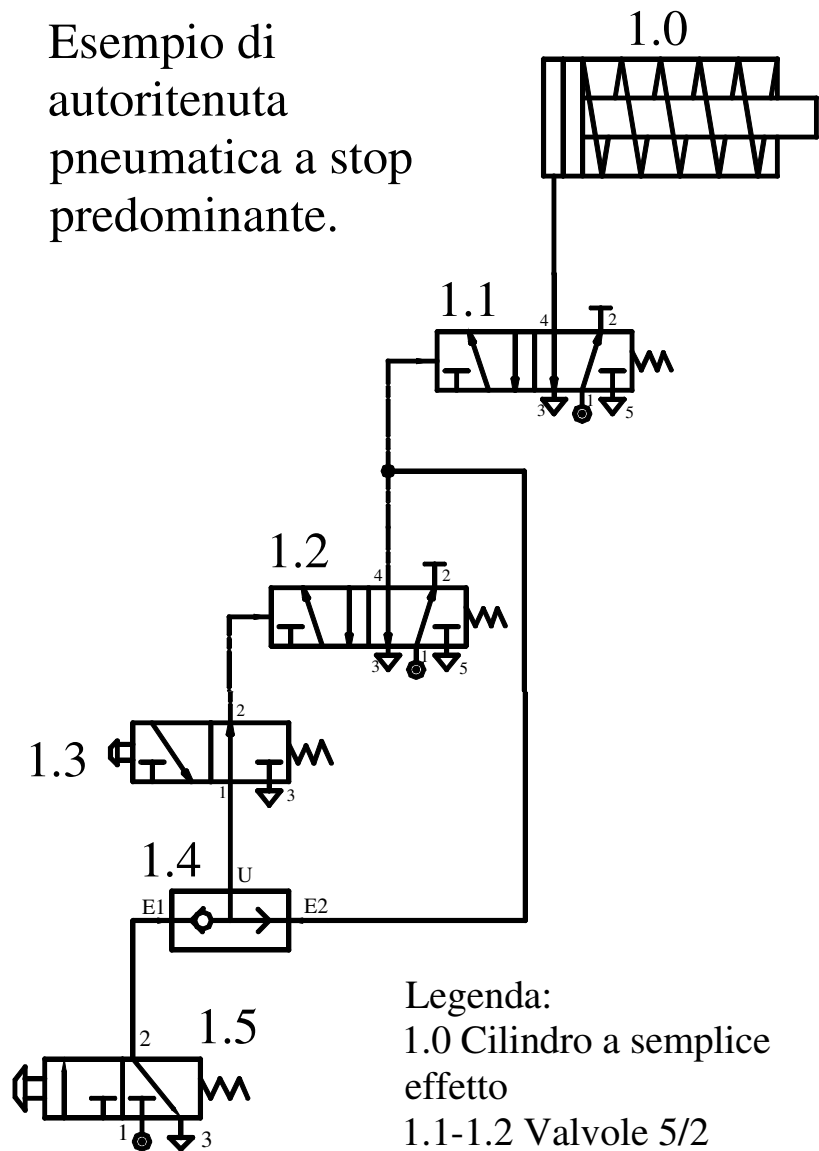 Esempio di
autoritenuta
pneumatica a stop
predominante.
1.0
1.1
4
2
3
1
5
1.2
4
2
3
1
5
1.3
2
1
3
1.4
U
E1
E2
1.5
2
1
3
Legenda:
1.0 Cilindro a semplice
effetto
1.1-1.2 Valvole 5/2